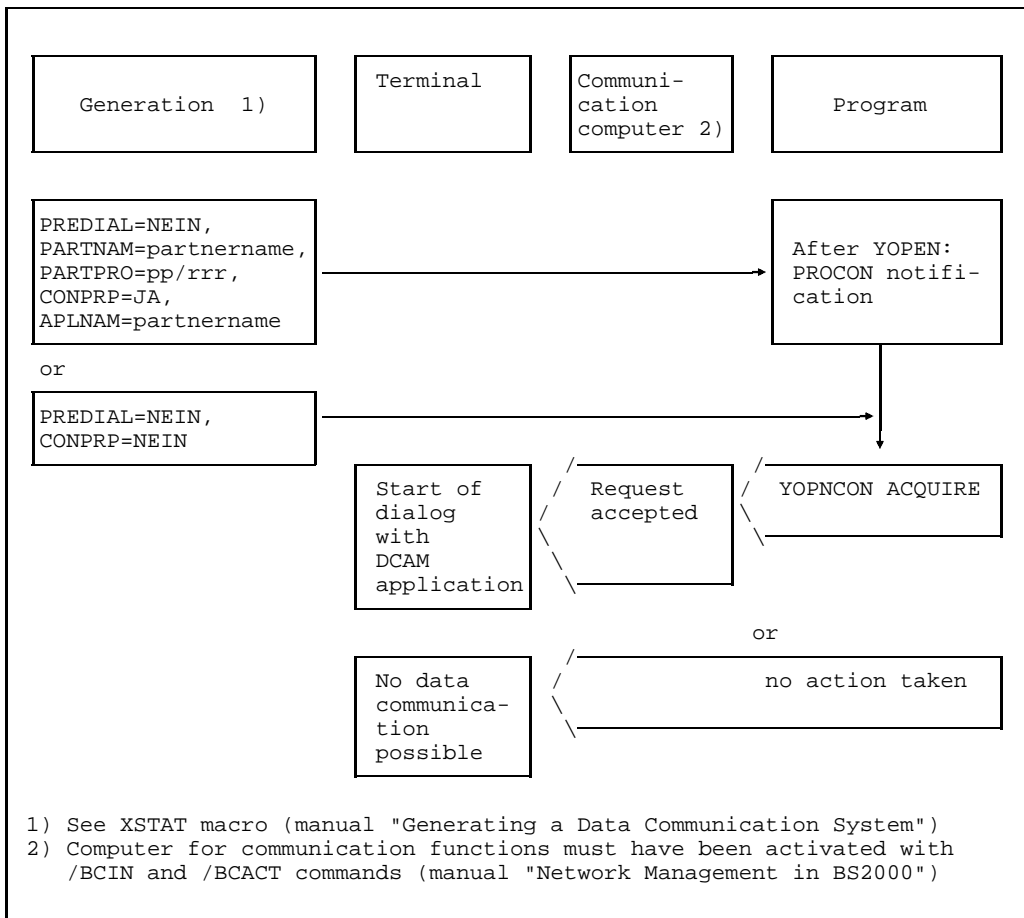 Generation 1)
Terminal
Communi-
cation
computer 2)
Program
PREDIAL=NEIN,
PARTNAM=partnername,
PARTPRO=pp/rrr,
CONPRP=JA,
APLNAM=partnername
After YOPEN:
PROCON notifi-
cation
or
PREDIAL=NEIN,
CONPRP=NEIN
Start of
dialog
with
DCAM
application
Request
accepted
YOPNCON ACQUIRE
or
No data
communica-
tion
possible
no action taken
1) See XSTAT macro (manual "Generating a Data Communication System")
2) Computer for communication functions must have been activated with
/BCIN and /BCACT commands (manual "Network Management in BS2000")